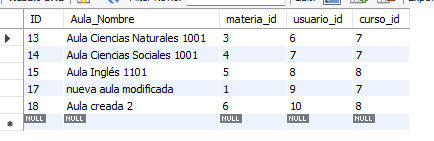 ID Aula_Nombre materia_id usuario_id curso_id
13 Aula Ciencias Naturales 1001 3 6 7
14 Aula Ciencias Sociales 1001 4 7 7
15 Aula Inglés 1101 5 8 8
17 nueva aula modificada 1 9 7
18 Aula creada 2 6 10 8
NULL NULL NULL NULL NULL